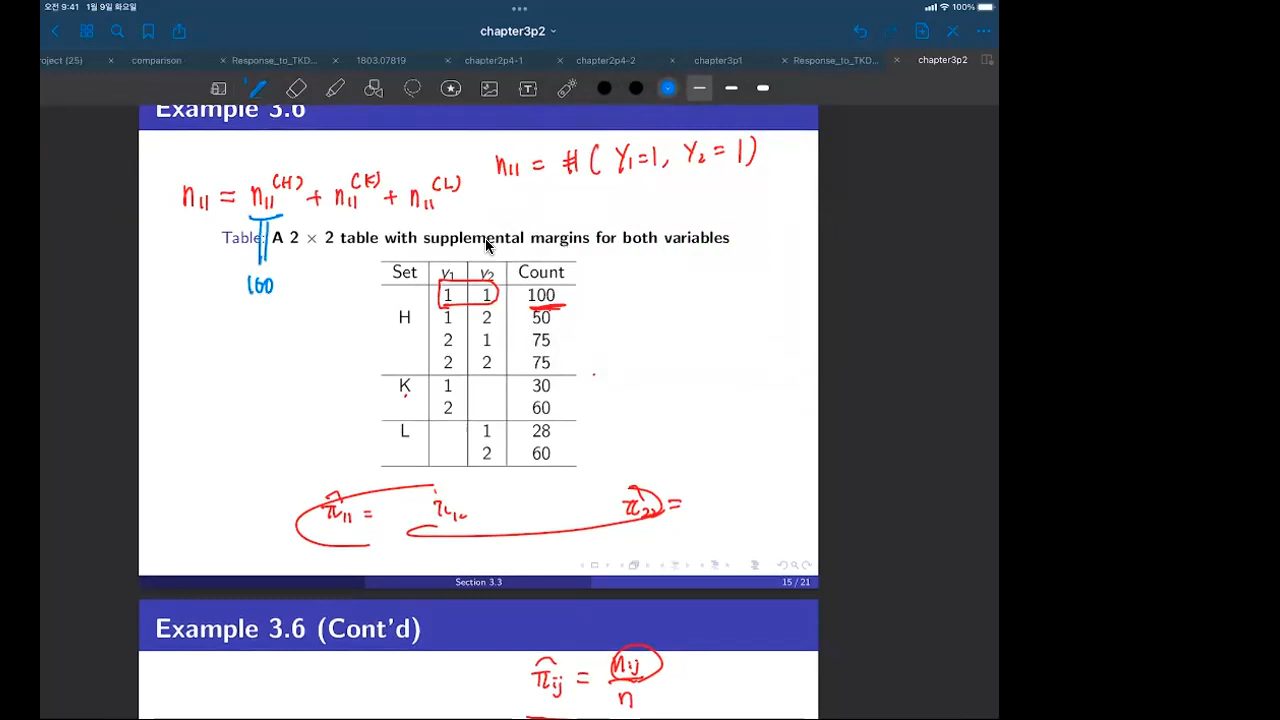 오전 9:41 1월 9일 화요일
100%
chapter3p2
roject (25)
comparison
Response_to_TKD...
1803.07819
chapter2p4-1
chapter2p4-2
chapter3p1
Response_to_TKD...
chapter3p2
Example 3.6
n11 = # ( Y1=1, Y2=1 )
n11 = n11^(H) + n11^(K) + n11^(L)
Table: A 2 × 2 table with supplemental margins for both variables
100
Set y1 y2 Count
1 1 100
H 1 2 50
2 1 75
2 2 75
K 1 30
2 60
L 1 28
2 60
π̂11 =
π̂22 =
Section 3.3
15 / 21
Example 3.6 (Cont'd)
π̂ij = nij / n